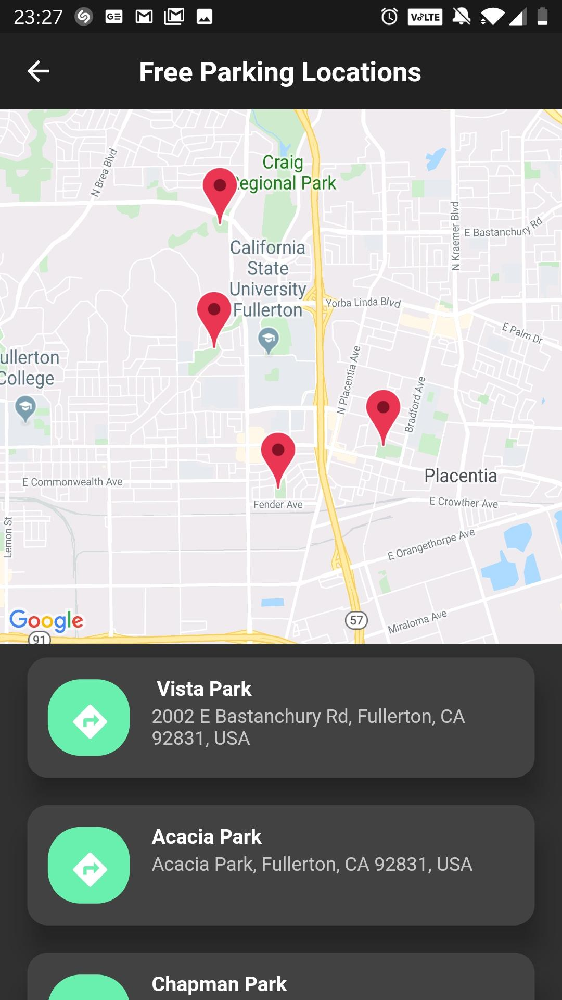 23:27
VoLTE
Free Parking Locations
N Brea Blvd
Craig
Regional Park
N Kraemer Blvd
E Bastanchury Rd
California
State
University
Fullerton
Yorba Linda Blvd
E Palm Dr
ullerton
College
N Placentia Ave
Bradford Ave
Placentia
E Commonwealth Ave
Fender Ave
E Crowther Ave
Lemon St
E Orangethorpe Ave
Google
57
Miraloma Ave
91
Vista Park
2002 E Bastanchury Rd, Fullerton, CA
92831, USA
Acacia Park
Acacia Park, Fullerton, CA 92831, USA
Chapman Park